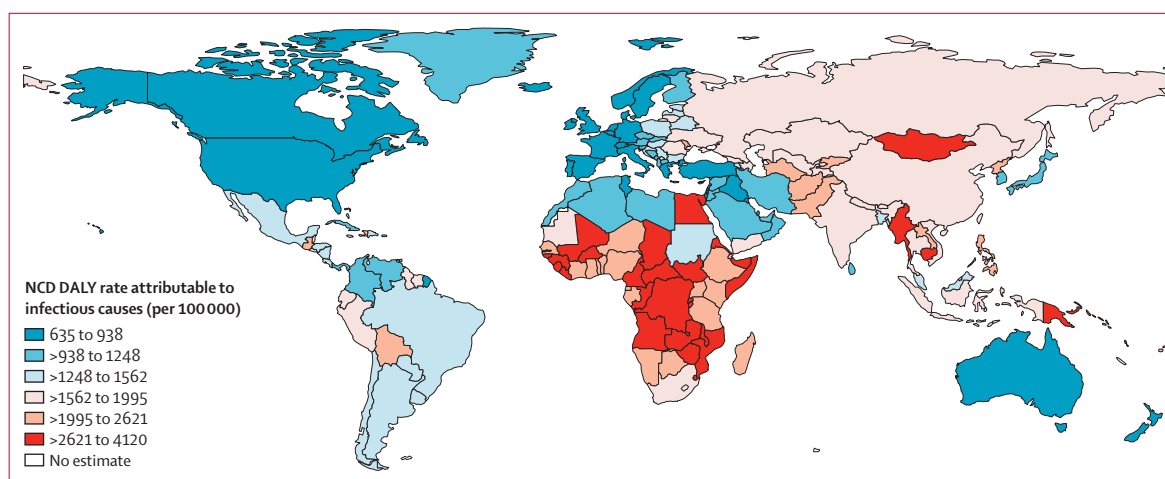 NCD DALY rate attributable to
infectious causes (per 100 000)
635 to 938
>938 to 1248
>1248 to 1562
>1562 to 1995
>1995 to 2621
>2621 to 4120
No estimate